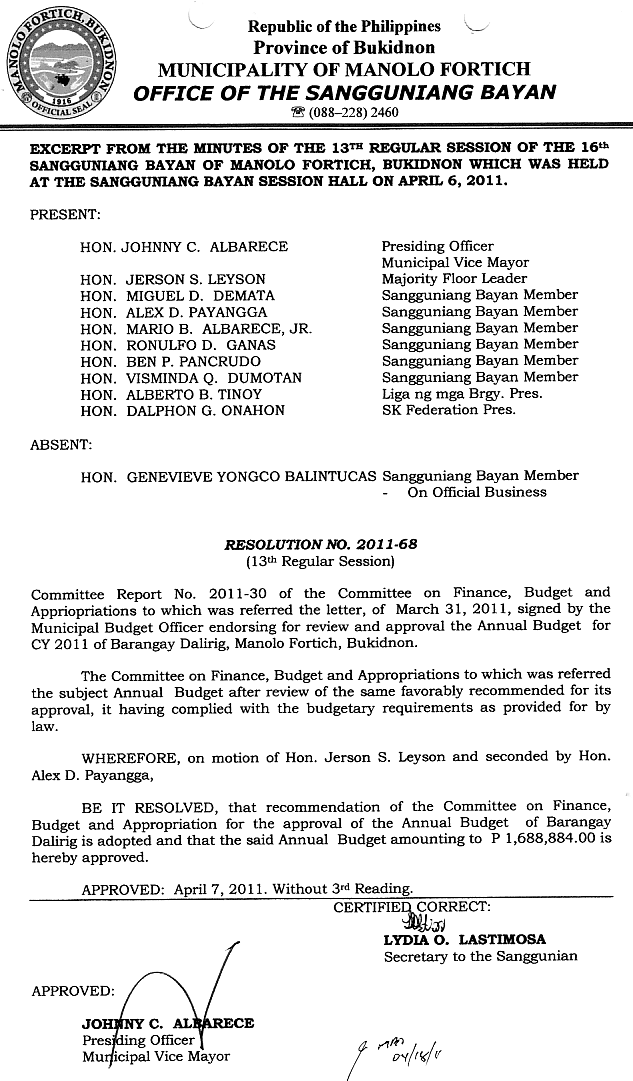 MANOLO FORTICH, BUKIDNON
1916
OFFICIAL SEAL
Republic of the Philippines
Province of Bukidnon
MUNICIPALITY OF MANOLO FORTICH
OFFICE OF THE SANGGUNIANG BAYAN
☏ (088–228) 2460
EXCERPT FROM THE MINUTES OF THE 13TH REGULAR SESSION OF THE 16th
SANGGUNIANG BAYAN OF MANOLO FORTICH, BUKIDNON WHICH WAS HELD
AT THE SANGGUNIANG BAYAN SESSION HALL ON APRIL 6, 2011.
PRESENT:
HON. JOHNNY C. ALBARECE Presiding Officer
Municipal Vice Mayor
HON. JERSON S. LEYSON Majority Floor Leader
HON. MIGUEL D. DEMATA Sangguniang Bayan Member
HON. ALEX D. PAYANGGA Sangguniang Bayan Member
HON. MARIO B. ALBARECE, JR. Sangguniang Bayan Member
HON. RONULFO D. GANAS Sangguniang Bayan Member
HON. BEN P. PANCRUDO Sangguniang Bayan Member
HON. VISMINDA Q. DUMOTAN Sangguniang Bayan Member
HON. ALBERTO B. TINOY Liga ng mga Brgy. Pres.
HON. DALPHON G. ONAHON SK Federation Pres.
ABSENT:
HON. GENEVIEVE YONGCO BALINTUCAS Sangguniang Bayan Member
- On Official Business
RESOLUTION NO. 2011-68
(13th Regular Session)
Committee Report No. 2011-30 of the Committee on Finance, Budget and
Appriopriations to which was referred the letter, of March 31, 2011, signed by the
Municipal Budget Officer endorsing for review and approval the Annual Budget for
CY 2011 of Barangay Dalirig, Manolo Fortich, Bukidnon.
The Committee on Finance, Budget and Appropriations to which was referred
the subject Annual Budget after review of the same favorably recommended for its
approval, it having complied with the budgetary requirements as provided for by
law.
WHEREFORE, on motion of Hon. Jerson S. Leyson and seconded by Hon.
Alex D. Payangga,
BE IT RESOLVED, that recommendation of the Committee on Finance,
Budget and Appropriation for the approval of the Annual Budget of Barangay
Dalirig is adopted and that the said Annual Budget amounting to P 1,688,884.00 is
hereby approved.
APPROVED: April 7, 2011. Without 3rd Reading.
CERTIFIED CORRECT:
LYDIA O. LASTIMOSA
Secretary to the Sanggunian
APPROVED:
JOHNNY C. ALBARECE
Presiding Officer
Municipal Vice Mayor
04/18/11